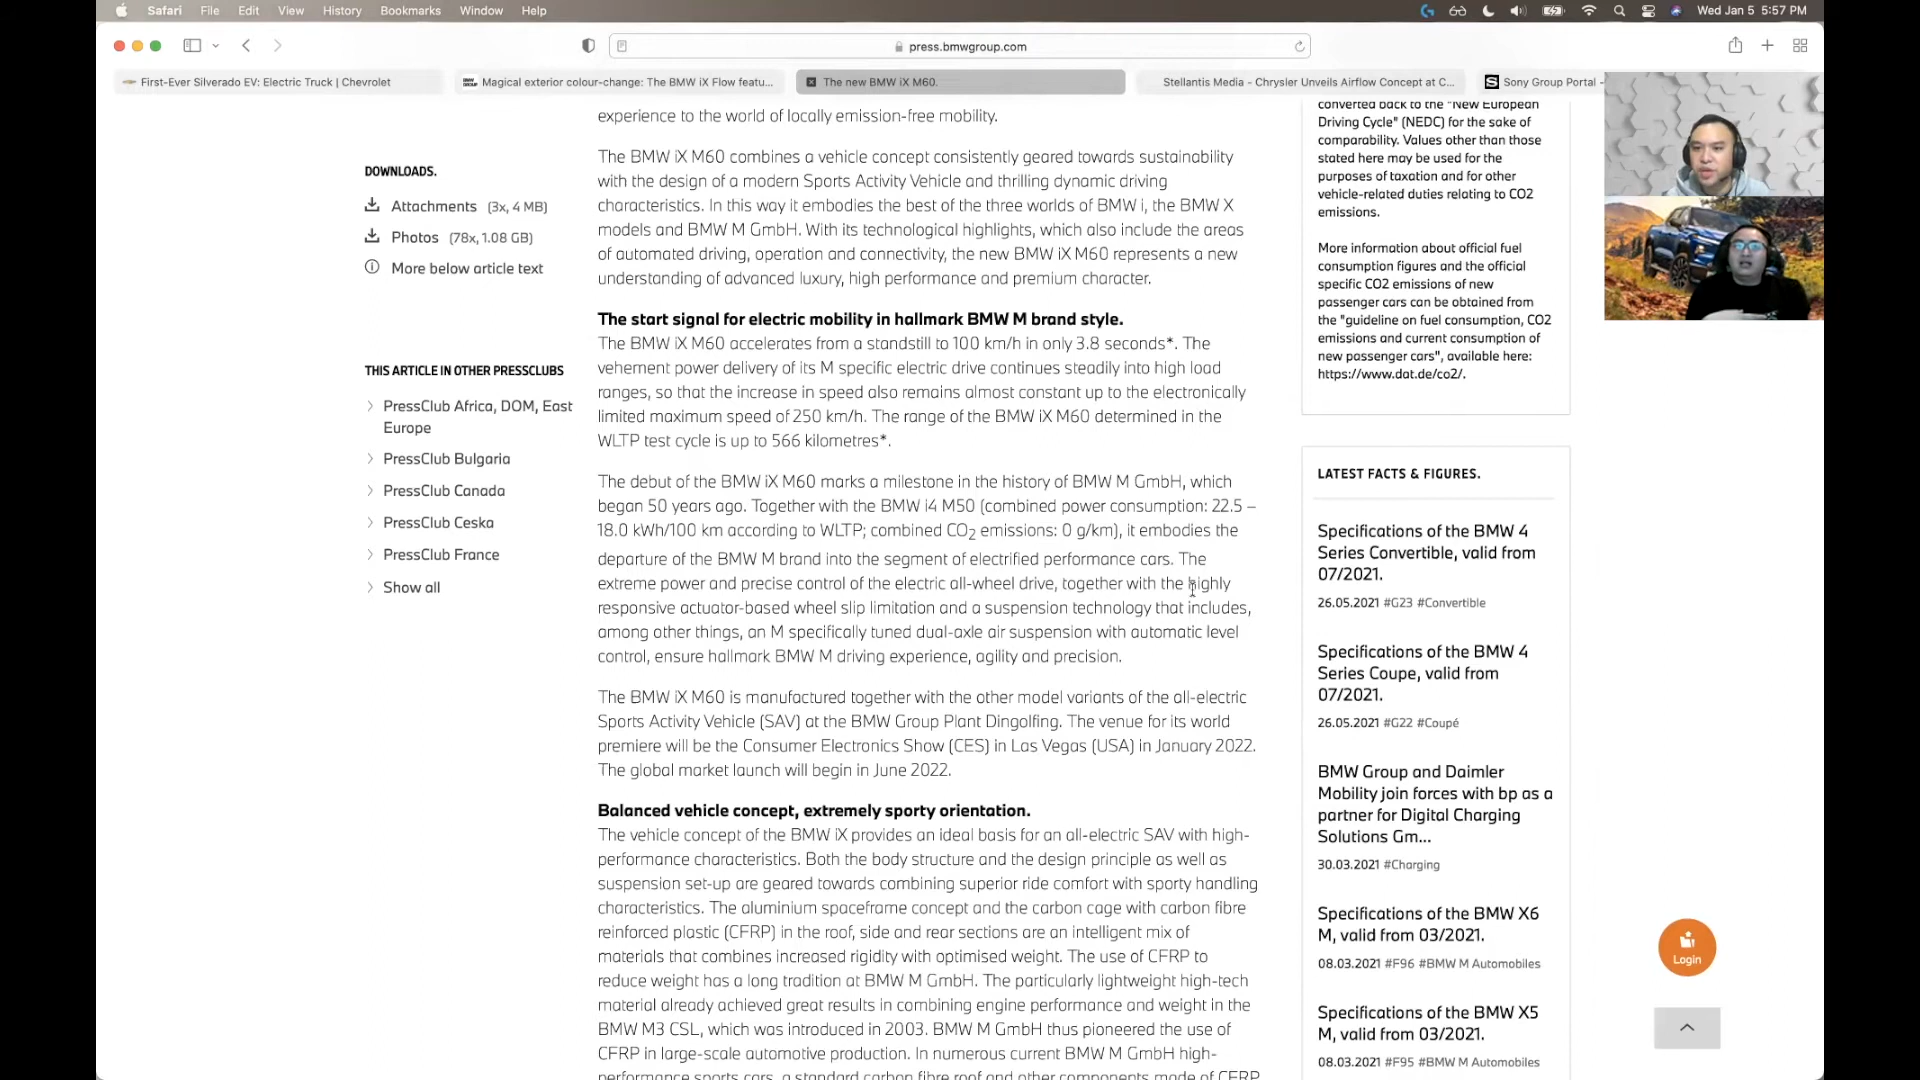 Safari File Edit View History Bookmarks Window Help Wed Jan 5 5:57 PM
press.bmwgroup.com
First-Ever Silverado EV: Electric Truck | Chevrolet
Magical exterior colour-change: The BMW iX Flow featu...
The new BMW iX M60.
Stellantis Media - Chrysler Unveils Airflow Concept at C...
Sony Group Portal -
DOWNLOADS.
Attachments (3x, 4 MB)
Photos (78x, 1.08 GB)
More below article text
THIS ARTICLE IN OTHER PRESSCLUBS
PressClub Africa, DOM, East
Europe
PressClub Bulgaria
PressClub Canada
PressClub Ceska
PressClub France
Show all
experience to the world of locally emission-free mobility.
The BMW iX M60 combines a vehicle concept consistently geared towards sustainability
with the design of a modern Sports Activity Vehicle and thrilling dynamic driving
characteristics. In this way it embodies the best of the three worlds of BMW i, the BMW X
models and BMW M GmbH. With its technological highlights, which also include the areas
of automated driving, operation and connectivity, the new BMW iX M60 represents a new
understanding of advanced luxury, high performance and premium character.
The start signal for electric mobility in hallmark BMW M brand style.
The BMW iX M60 accelerates from a standstill to 100 km/h in only 3.8 seconds*. The
vehement power delivery of its M specific electric drive continues steadily into high load
ranges, so that the increase in speed also remains almost constant up to the electronically
limited maximum speed of 250 km/h. The range of the BMW iX M60 determined in the
WLTP test cycle is up to 566 kilometres*.
The debut of the BMW iX M60 marks a milestone in the history of BMW M GmbH, which
began 50 years ago. Together with the BMW i4 M50 (combined power consumption: 22.5 –
18.0 kWh/100 km according to WLTP; combined CO2 emissions: 0 g/km), it embodies the
departure of the BMW M brand into the segment of electrified performance cars. The
extreme power and precise control of the electric all-wheel drive, together with the highly
responsive actuator-based wheel slip limitation and a suspension technology that includes,
among other things, an M specifically tuned dual-axle air suspension with automatic level
control, ensure hallmark BMW M driving experience, agility and precision.
The BMW iX M60 is manufactured together with the other model variants of the all-electric
Sports Activity Vehicle (SAV) at the BMW Group Plant Dingolfing. The venue for its world
premiere will be the Consumer Electronics Show (CES) in Las Vegas (USA) in January 2022.
The global market launch will begin in June 2022.
Balanced vehicle concept, extremely sporty orientation.
The vehicle concept of the BMW iX provides an ideal basis for an all-electric SAV with high-
performance characteristics. Both the body structure and the design principle as well as
suspension set-up are geared towards combining superior ride comfort with sporty handling
characteristics. The aluminium spaceframe concept and the carbon cage with carbon fibre
reinforced plastic (CFRP) in the roof, side and rear sections are an intelligent mix of
materials that combines increased rigidity with optimised weight. The use of CFRP to
reduce weight has a long tradition at BMW M GmbH. The particularly lightweight high-tech
material already achieved great results in combining engine performance and weight in the
BMW M3 CSL, which was introduced in 2003. BMW M GmbH thus pioneered the use of
CFRP in large-scale automotive production. In numerous current BMW M GmbH high-
performance sports cars, a standard carbon fibre roof and other components made of CFRP
converted back to the "New European
Driving Cycle" (NEDC) for the sake of
comparability. Values other than those
stated here may be used for the
purposes of taxation and for other
vehicle-related duties relating to CO2
emissions.
More information about official fuel
consumption figures and the official
specific CO2 emissions of new
passenger cars can be obtained from
the "guideline on fuel consumption, CO2
emissions and current consumption of
new passenger cars", available here:
https://www.dat.de/co2/.
LATEST FACTS & FIGURES.
Specifications of the BMW 4
Series Convertible, valid from
07/2021.
26.05.2021 #G23 #Convertible
Specifications of the BMW 4
Series Coupe, valid from
07/2021.
26.05.2021 #G22 #Coupé
BMW Group and Daimler
Mobility join forces with bp as a
partner for Digital Charging
Solutions Gm...
30.03.2021 #Charging
Specifications of the BMW X6
M, valid from 03/2021.
08.03.2021 #F96 #BMW M Automobiles
Specifications of the BMW X5
M, valid from 03/2021.
08.03.2021 #F95 #BMW M Automobiles
Login